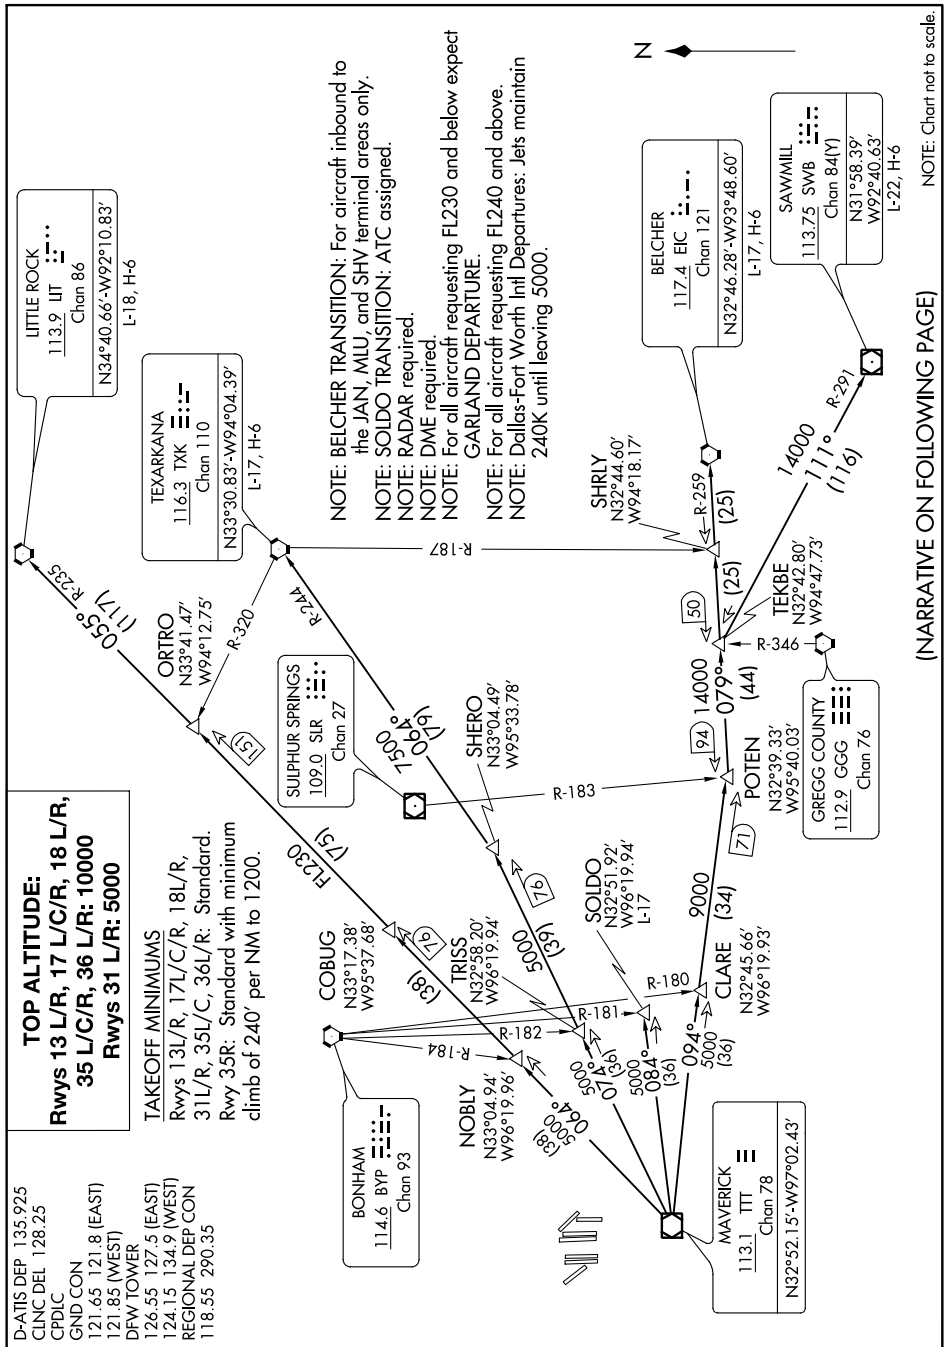 D-ATIS DEP 135.925
CLNC DEL 128.25
CPDLC
GND CON
121.65 121.8 (EAST)
121.85 (WEST)
DFW TOWER
126.55 127.5 (EAST)
124.15 134.9 (WEST)
REGIONAL DEP CON
118.55 290.35
TOP ALTITUDE:
Rwys 13 L/R, 17 L/C/R, 18 L/R,
35 L/C/R, 36 L/R: 10000
Rwys 31 L/R: 5000
TAKEOFF MINIMUMS
Rwys 13L/R, 17L/C/R, 18L/R,
31L/R, 35L/C, 36L/R: Standard.
Rwy 35R: Standard with minimum
climb of 240' per NM to 1200.
LITTLE ROCK
113.9 LIT
Chan 86
N34°40.66'-W92°10.83'
L-18, H-6
TEXARKANA
116.3 TXK
Chan 110
N33°30.83'-W94°04.39'
L-17, H-6
R-235
055°
(117)
ORTRO
N33°41.47'
W94°12.75'
R-320
R-244
R-187
(151)
FL230
(75)
NOTE: BELCHER TRANSITION: For aircraft inbound to
the JAN, MLU, and SHV terminal areas only.
NOTE: SOLDO TRANSITION: ATC assigned.
NOTE: RADAR required.
NOTE: DME required.
NOTE: For all aircraft requesting FL230 and below expect
GARLAND DEPARTURE.
NOTE: For all aircraft requesting FL240 and above.
NOTE: Dallas-Fort Worth Intl Departures: Jets maintain
240K until leaving 5000.
SULPHUR SPRINGS
109.0 SLR
Chan 27
7500
064°
(79)
SHERO
N33°04.49'
W95°33.78'
R-183
COBUG
N33°17.38'
W95°37.68'
76
(38)
TRISS
N32°58.20'
W96°19.94'
5000
(39)
76
SOLDO
N32°51.92'
W96°19.94'
L-17
BONHAM
114.6 BYP
Chan 93
R-184
R-182
R-181
R-180
NOBLY
N33°04.94'
W96°19.96'
064°
5000
(38)
5000
074°
(36)
5000
084°
(36)
094°
5000
(36)
CLARE
N32°45.66'
W96°19.93'
9000
(34)
71
POTEN
N32°39.33'
W95°40.03'
94
14000
079°
(44)
GREGG COUNTY
112.9 GGG
Chan 76
R-346
50
TEKBE
N32°42.80'
W94°47.73'
(25)
SHRLY
N32°44.60'
W94°18.17'
R-259
(25)
BELCHER
117.4 EIC
Chan 121
N32°46.28'-W93°48.60'
L-17, H-6
14000
111°
(116)
R-291
SAWMILL
113.75 SWB
Chan 84(Y)
N31°58.39'
W92°40.63'
L-22, H-6
N
MAVERICK
113.1 TTT
Chan 78
N32°52.15'-W97°02.43'
(NARRATIVE ON FOLLOWING PAGE)
NOTE: Chart not to scale.